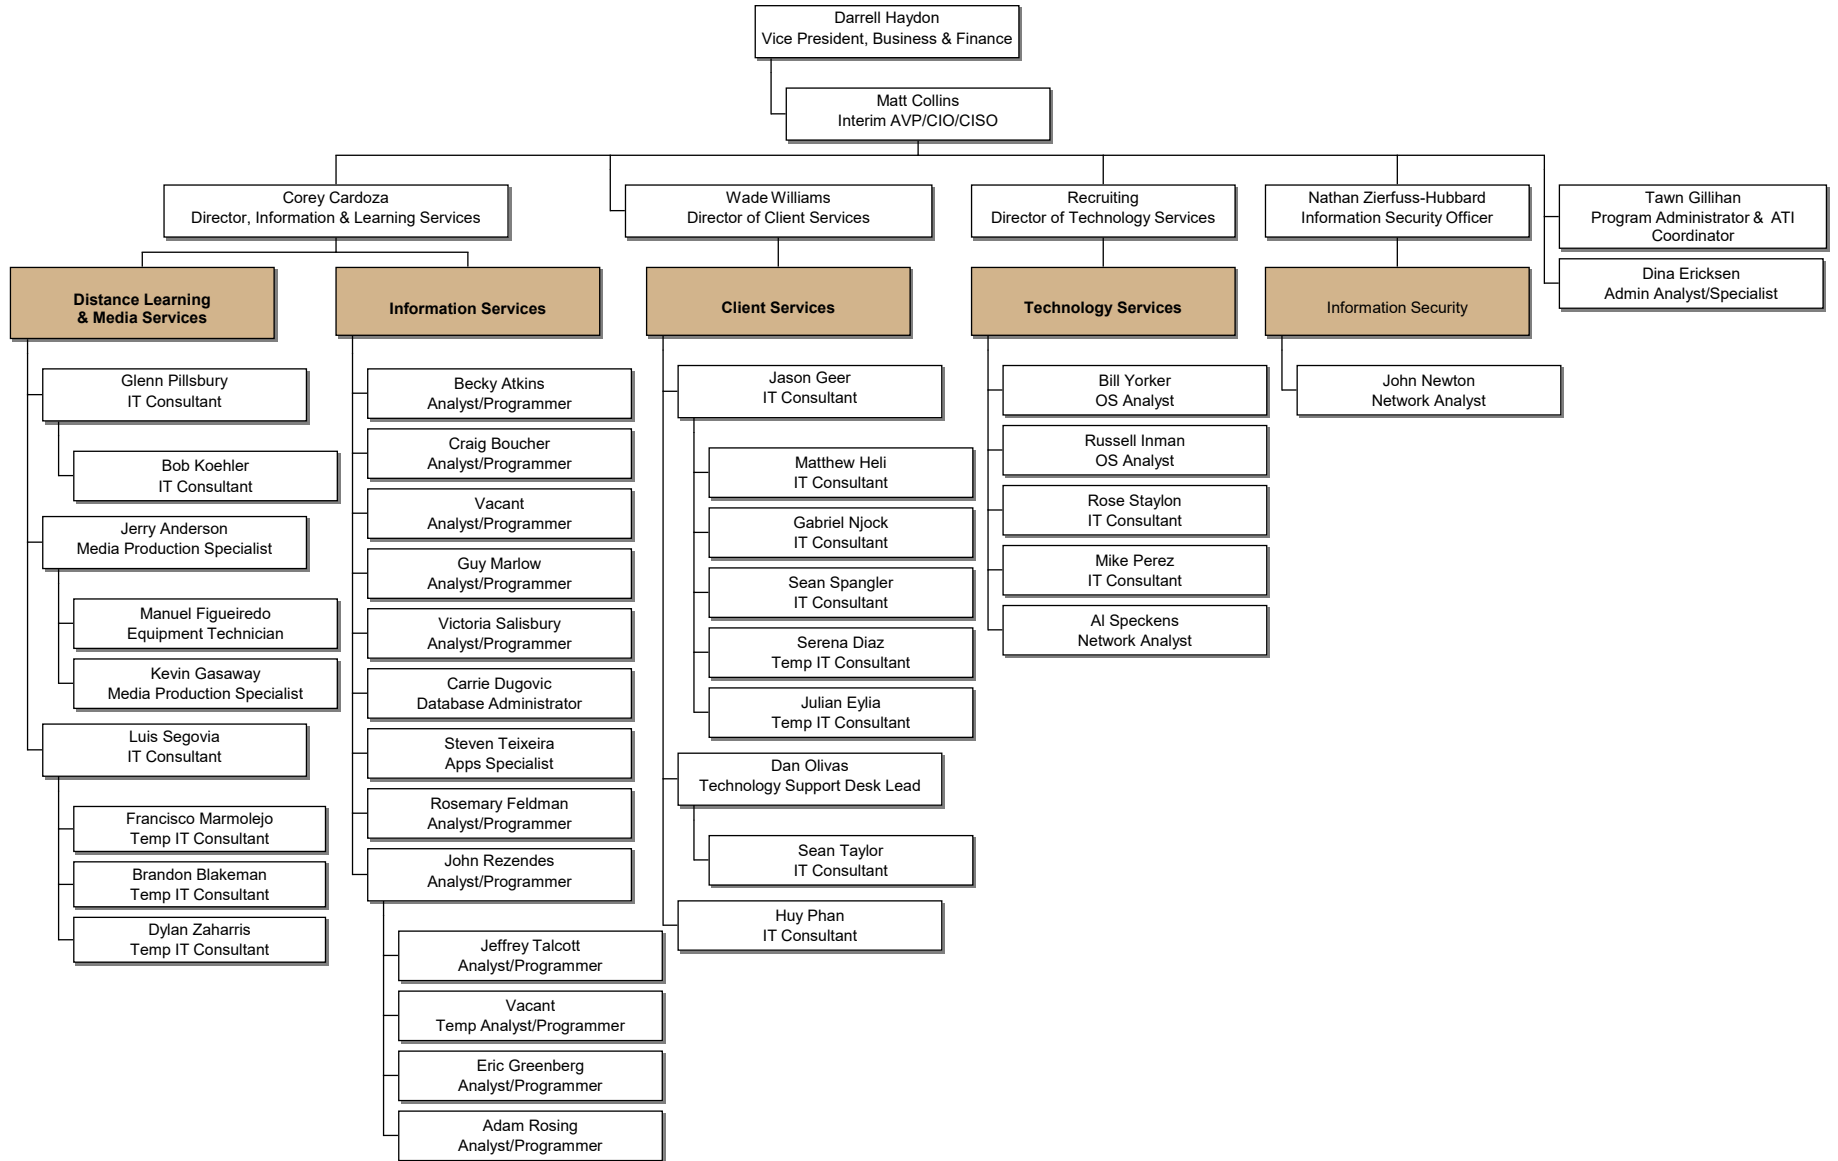 Darrell Haydon
Vice President, Business & Finance
Matt Collins
Interim AVP/CIO/CISO
Corey Cardoza
Director, Information & Learning Services
Wade Williams
Director of Client Services
Recruiting
Director of Technology Services
Nathan Zierfuss-Hubbard
Information Security Officer
Tawn Gillihan
Program Administrator & ATI
Coordinator
Dina Ericksen
Admin Analyst/Specialist
Distance Learning
& Media Services
Glenn Pillsbury
IT Consultant
Bob Koehler
IT Consultant
Jerry Anderson
Media Production Specialist
Manuel Figueiredo
Equipment Technician
Kevin Gasaway
Media Production Specialist
Luis Segovia
IT Consultant
Francisco Marmolejo
Temp IT Consultant
Brandon Blakeman
Temp IT Consultant
Dylan Zaharris
Temp IT Consultant
Information Services
Becky Atkins
Analyst/Programmer
Craig Boucher
Analyst/Programmer
Vacant
Analyst/Programmer
Guy Marlow
Analyst/Programmer
Victoria Salisbury
Analyst/Programmer
Carrie Dugovic
Database Administrator
Steven Teixeira
Apps Specialist
Rosemary Feldman
Analyst/Programmer
John Rezendes
Analyst/Programmer
Jeffrey Talcott
Analyst/Programmer
Vacant
Temp Analyst/Programmer
Eric Greenberg
Analyst/Programmer
Adam Rosing
Analyst/Programmer
Client Services
Jason Geer
IT Consultant
Matthew Heli
IT Consultant
Gabriel Njock
IT Consultant
Sean Spangler
IT Consultant
Serena Diaz
Temp IT Consultant
Julian Eylia
Temp IT Consultant
Dan Olivas
Technology Support Desk Lead
Sean Taylor
IT Consultant
Huy Phan
IT Consultant
Technology Services
Bill Yorker
OS Analyst
Russell Inman
OS Analyst
Rose Staylon
IT Consultant
Mike Perez
IT Consultant
Al Speckens
Network Analyst
Information Security
John Newton
Network Analyst